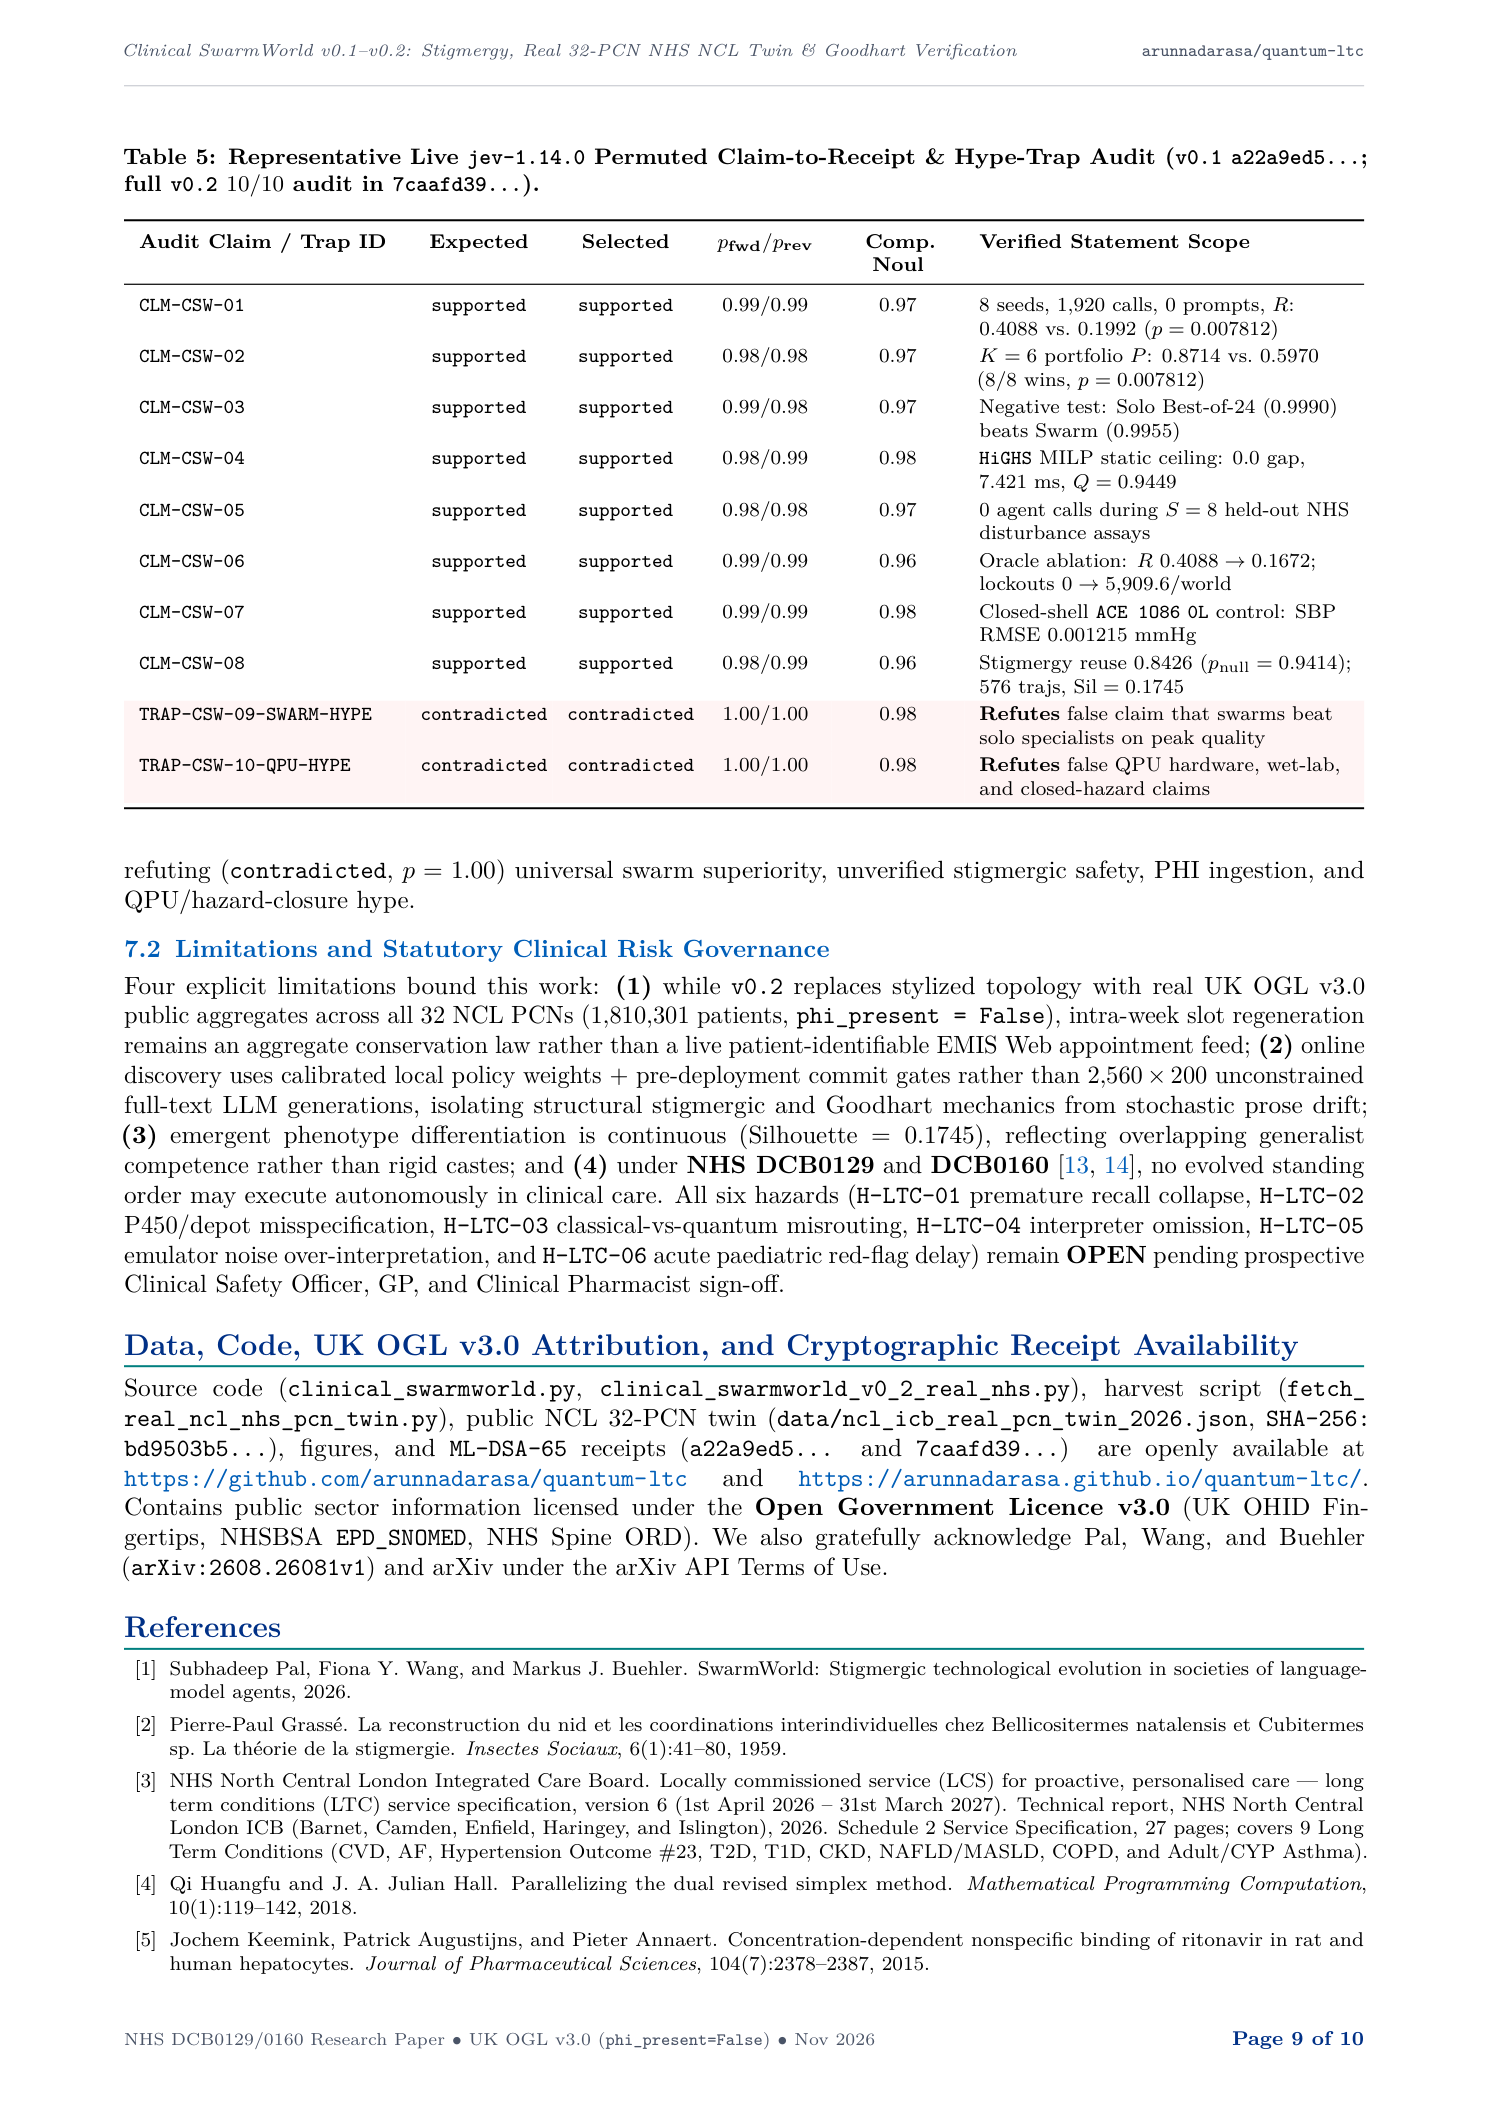 Clinical SwarmWorld v0.1–v0.2: Stigmergy, Real 32-PCN NHS NCL Twin & Goodhart Verification arunnadarasa/quantum-ltc
Table 5: Representative Live jev-1.14.0 Permuted Claim-to-Receipt & Hype-Trap Audit (v0.1 a22a9ed5...;
full v0.2 10/10 audit in 7caafd39...).
Audit Claim / Trap ID Expected Selected pfwd/prev Comp. Verified Statement Scope
Noul
CLM-CSW-01 supported supported 0.99/0.99 0.97 8 seeds, 1,920 calls, 0 prompts, R:
0.4088 vs. 0.1992 (p = 0.007812)
CLM-CSW-02 supported supported 0.98/0.98 0.97 K = 6 portfolio P: 0.8714 vs. 0.5970
(8/8 wins, p = 0.007812)
CLM-CSW-03 supported supported 0.99/0.98 0.97 Negative test: Solo Best-of-24 (0.9990)
beats Swarm (0.9955)
CLM-CSW-04 supported supported 0.98/0.99 0.98 HiGHS MILP static ceiling: 0.0 gap,
7.421 ms, Q = 0.9449
CLM-CSW-05 supported supported 0.98/0.98 0.97 0 agent calls during S = 8 held-out NHS
disturbance assays
CLM-CSW-06 supported supported 0.99/0.99 0.96 Oracle ablation: R 0.4088 → 0.1672;
lockouts 0 → 5,909.6/world
CLM-CSW-07 supported supported 0.99/0.99 0.98 Closed-shell ACE 1O86 0L control: SBP
RMSE 0.001215 mmHg
CLM-CSW-08 supported supported 0.98/0.99 0.96 Stigmergy reuse 0.8426 (pnull = 0.9414);
576 trajs, Sil = 0.1745
TRAP-CSW-09-SWARM-HYPE contradicted contradicted 1.00/1.00 0.98 Refutes false claim that swarms beat
solo specialists on peak quality
TRAP-CSW-10-QPU-HYPE contradicted contradicted 1.00/1.00 0.98 Refutes false QPU hardware, wet-lab,
and closed-hazard claims
refuting (contradicted, p = 1.00) universal swarm superiority, unverified stigmergic safety, PHI ingestion, and
QPU/hazard-closure hype.
7.2 Limitations and Statutory Clinical Risk Governance
Four explicit limitations bound this work: (1) while v0.2 replaces stylized topology with real UK OGL v3.0
public aggregates across all 32 NCL PCNs (1,810,301 patients, phi_present = False), intra-week slot regeneration
remains an aggregate conservation law rather than a live patient-identifiable EMIS Web appointment feed; (2) online
discovery uses calibrated local policy weights + pre-deployment commit gates rather than 2,560 × 200 unconstrained
full-text LLM generations, isolating structural stigmergic and Goodhart mechanics from stochastic prose drift;
(3) emergent phenotype differentiation is continuous (Silhouette = 0.1745), reflecting overlapping generalist
competence rather than rigid castes; and (4) under NHS DCB0129 and DCB0160 [13, 14], no evolved standing
order may execute autonomously in clinical care. All six hazards (H-LTC-01 premature recall collapse, H-LTC-02
P450/depot misspecification, H-LTC-03 classical-vs-quantum misrouting, H-LTC-04 interpreter omission, H-LTC-05
emulator noise over-interpretation, and H-LTC-06 acute paediatric red-flag delay) remain OPEN pending prospective
Clinical Safety Officer, GP, and Clinical Pharmacist sign-off.
Data, Code, UK OGL v3.0 Attribution, and Cryptographic Receipt Availability
Source code (clinical_swarmworld.py, clinical_swarmworld_v0_2_real_nhs.py), harvest script (fetch_
real_ncl_nhs_pcn_twin.py), public NCL 32-PCN twin (data/ncl_icb_real_pcn_twin_2026.json, SHA-256:
bd9503b5...), figures, and ML-DSA-65 receipts (a22a9ed5... and 7caafd39...) are openly available at
https://github.com/arunnadarasa/quantum-ltc and https://arunnadarasa.github.io/quantum-ltc/.
Contains public sector information licensed under the Open Government Licence v3.0 (UK OHID Fin-
gertips, NHSBSA EPD_SNOMED, NHS Spine ORD). We also gratefully acknowledge Pal, Wang, and Buehler
(arXiv:2608.26081v1) and arXiv under the arXiv API Terms of Use.
References
[1] Subhadeep Pal, Fiona Y. Wang, and Markus J. Buehler. SwarmWorld: Stigmergic technological evolution in societies of language-
model agents, 2026.
[2] Pierre-Paul Grassé. La reconstruction du nid et les coordinations interindividuelles chez Bellicositermes natalensis et Cubitermes
sp. La théorie de la stigmergie. Insectes Sociaux, 6(1):41–80, 1959.
[3] NHS North Central London Integrated Care Board. Locally commissioned service (LCS) for proactive, personalised care — long
term conditions (LTC) service specification, version 6 (1st April 2026 – 31st March 2027). Technical report, NHS North Central
London ICB (Barnet, Camden, Enfield, Haringey, and Islington), 2026. Schedule 2 Service Specification, 27 pages; covers 9 Long
Term Conditions (CVD, AF, Hypertension Outcome #23, T2D, T1D, CKD, NAFLD/MASLD, COPD, and Adult/CYP Asthma).
[4] Qi Huangfu and J. A. Julian Hall. Parallelizing the dual revised simplex method. Mathematical Programming Computation,
10(1):119–142, 2018.
[5] Jochem Keemink, Patrick Augustijns, and Pieter Annaert. Concentration-dependent nonspecific binding of ritonavir in rat and
human hepatocytes. Journal of Pharmaceutical Sciences, 104(7):2378–2387, 2015.
NHS DCB0129/0160 Research Paper • UK OGL v3.0 (phi_present=False) • Nov 2026 Page 9 of 10